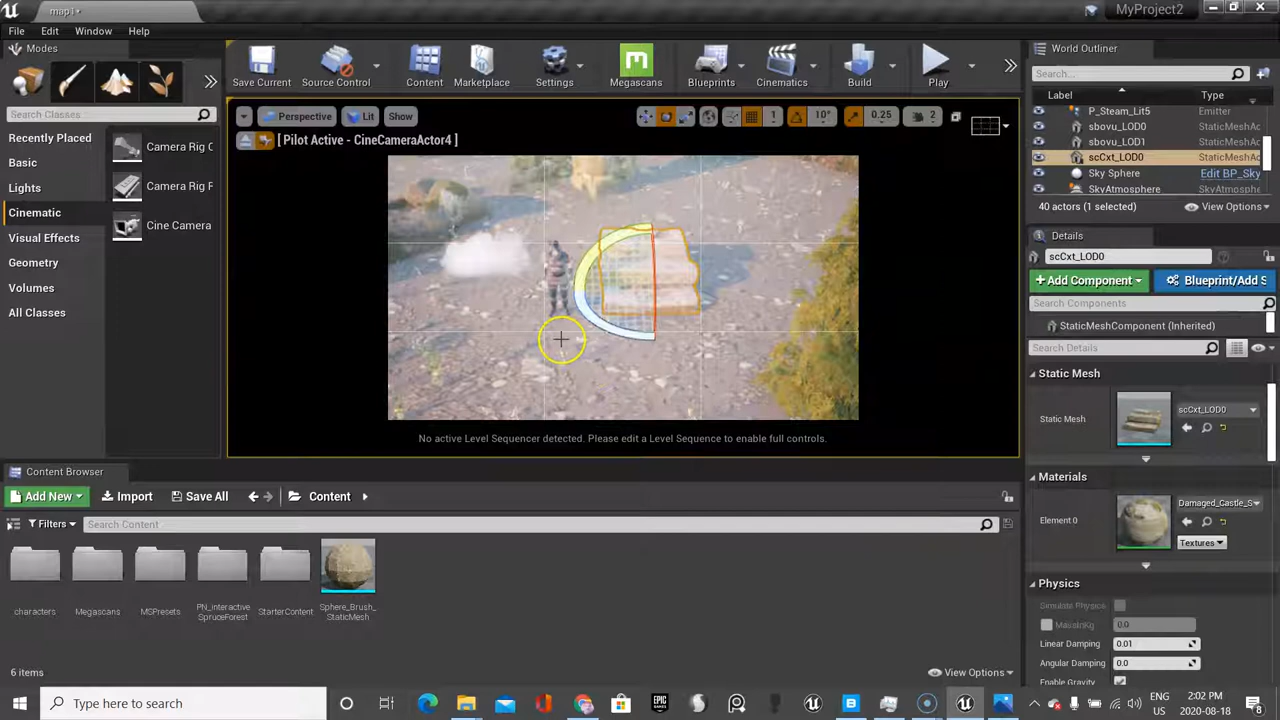 map1•
MyProject2
File Edit Window Help
Modes
Search Classes
Recently Placed
Basic
Lights
Cinematic
Visual Effects
Geometry
Volumes
All Classes
Camera Rig C
Camera Rig F
Cine Camera
Save Current
Source Control
Content
Marketplace
Settings
Megascans
Blueprints
Cinematics
Build
Play
Perspective
Lit
Show
1
10°
0.25
2
[ Pilot Active - CineCameraActor4 ]
No active Level Sequencer detected. Please edit a Level Sequence to enable full controls.
World Outliner
Search...
Label Type
P_Steam_Lit5 Emitter
sbovu_LOD0 StaticMeshAc
sbovu_LOD1 StaticMeshAc
scCxt_LOD0 StaticMeshAc
Sky Sphere Edit BP_Sky
SkyAtmosphere SkyAtmospher
40 actors (1 selected) View Options
Details
scCxt_LOD0
+Add Component Blueprint/Add S
Search Components
StaticMeshComponent (Inherited)
Search Details
Static Mesh
Static Mesh scCxt_LOD0
Materials
Element 0 Damaged_Castle_S
Textures
Physics
Simulate Physics
MassInKg 0.0
Linear Damping 0.01
Angular Damping 0.0
Enable Gravity
Content Browser
Add New Import Save All Content
Filters Search Content
characters
Megascans
MSPresets
PN_interactive
SpruceForest
StarterContent
Sphere_Brush_
StaticMesh
6 items View Options
Type here to search
EPIC
GAMES
B
ENG
US
2:02 PM
2020-08-18
8